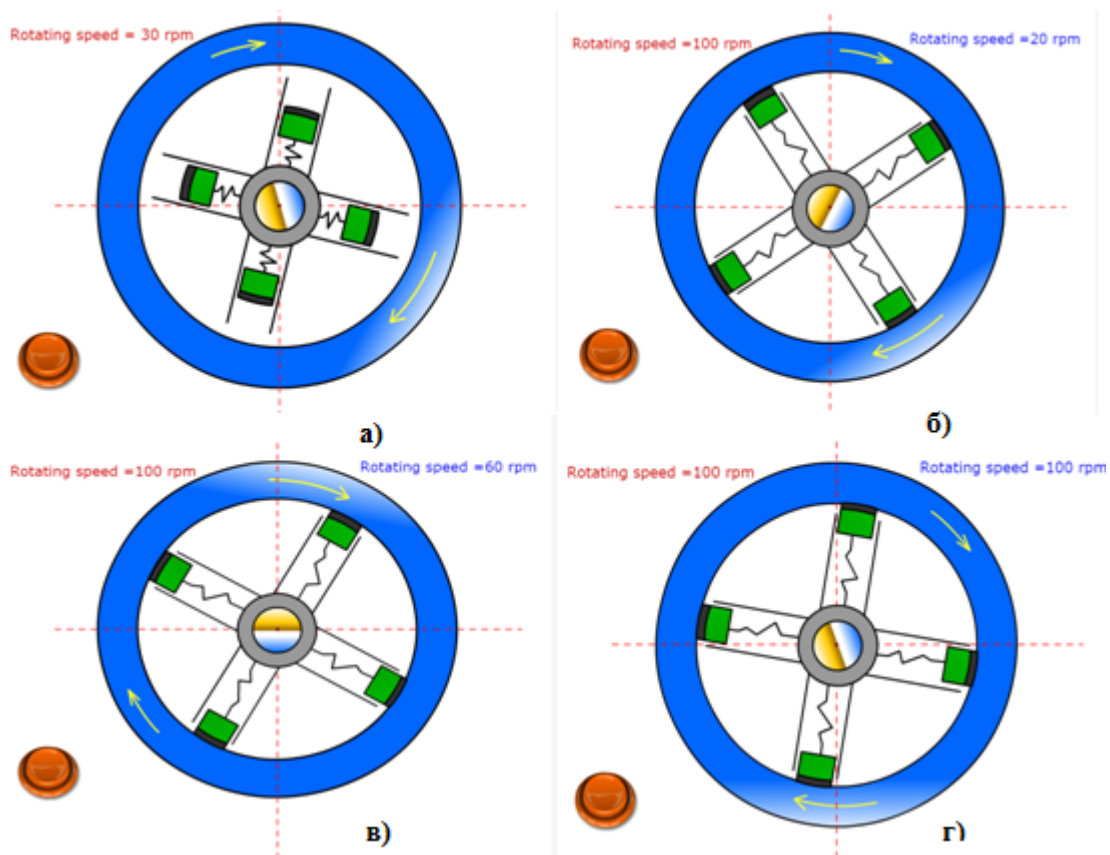 Rotating speed = 30 rpm
Rotating speed =100 rpm
Rotating speed =20 rpm
а)
б)
Rotating speed =100 rpm
Rotating speed =60 rpm
Rotating speed =100 rpm
Rotating speed =100 rpm
в)
г)